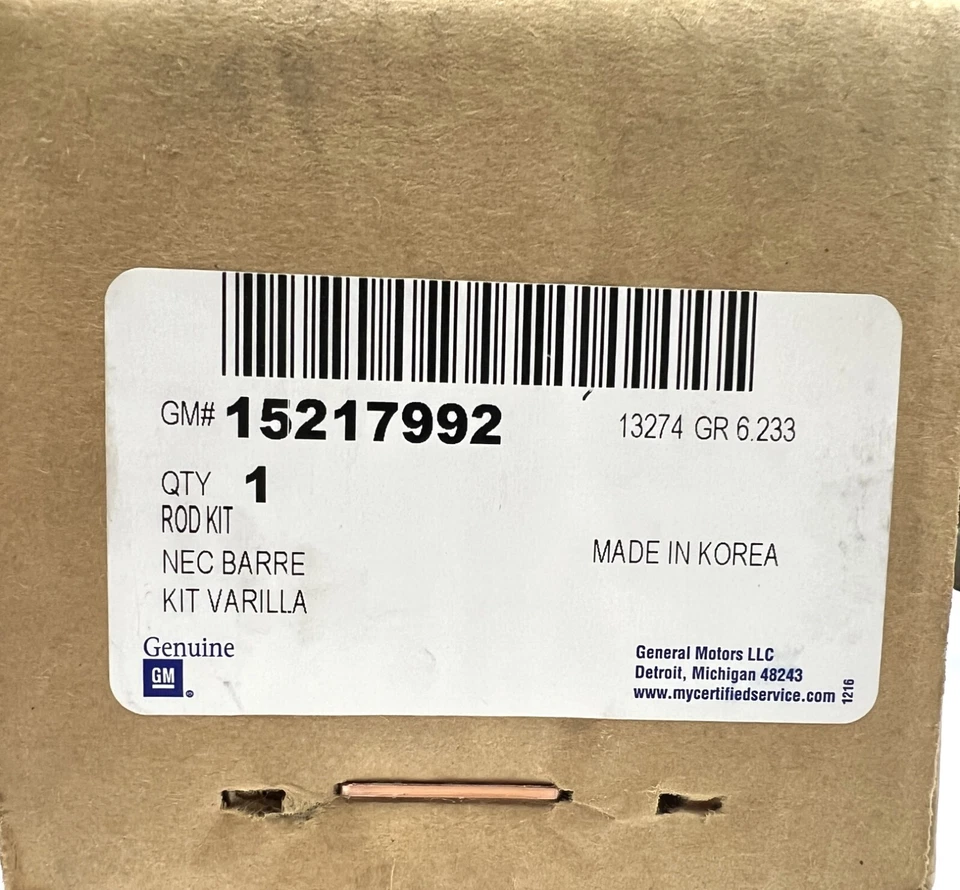 GM# 15217992 13274 GR 6.233
QTY 1
ROD KIT
NEC BARRE
KIT VARILLA
MADE IN KOREA
Genuine
GM
General Motors LLC
Detroit, Michigan 48243
www.mycertifiedservice.com
1216